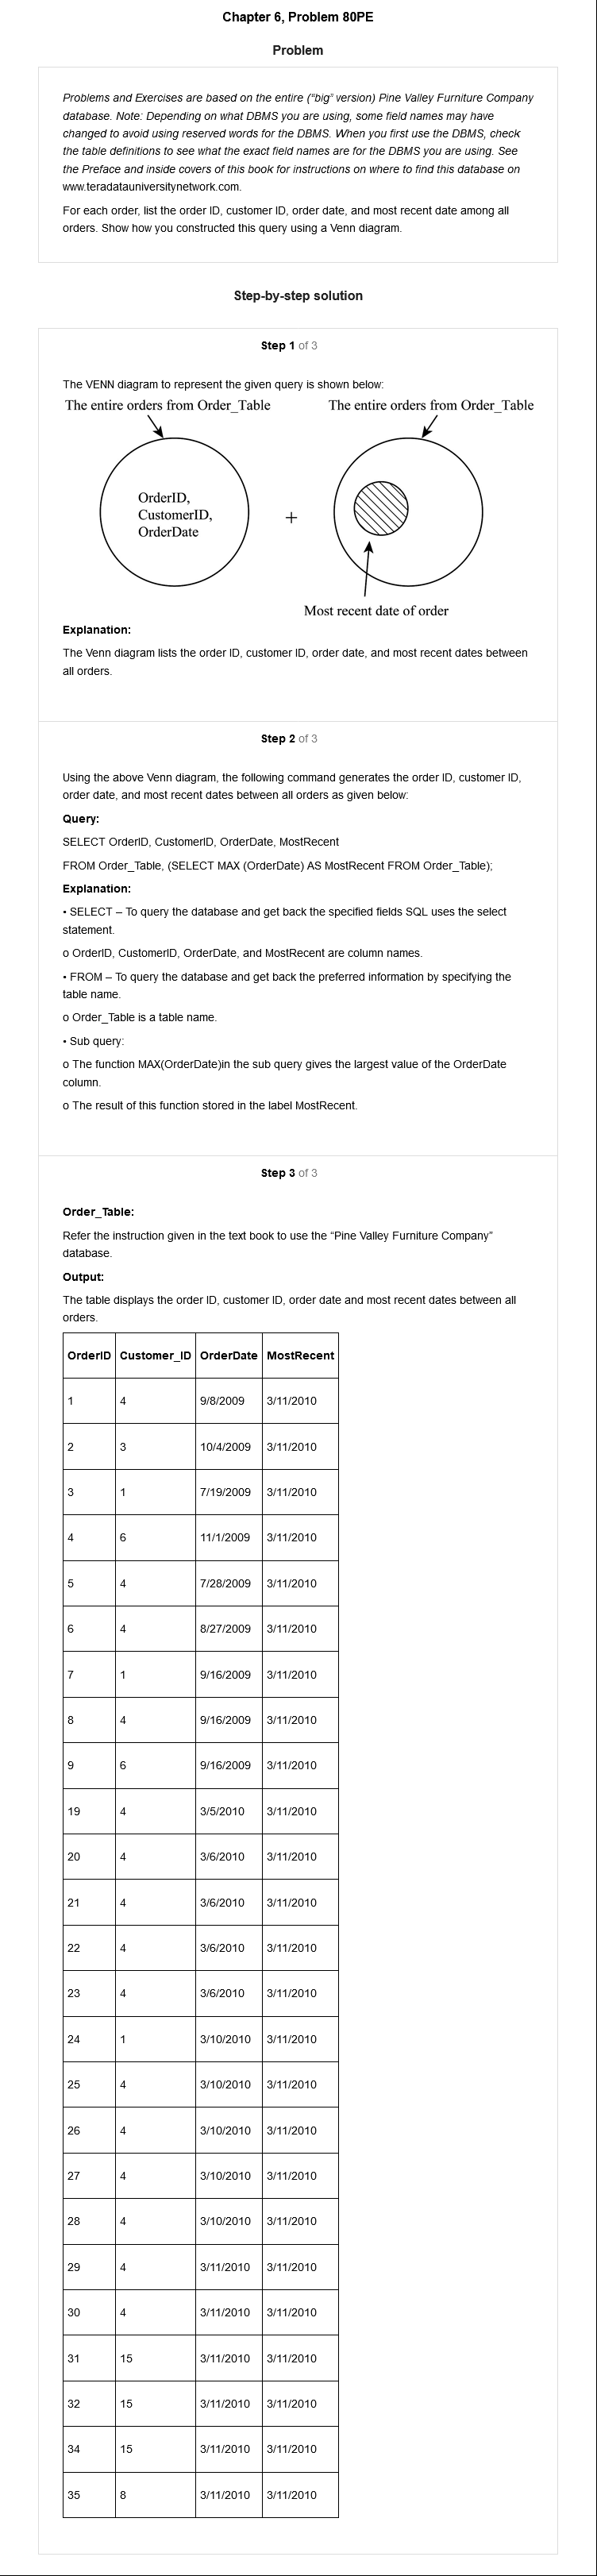 Chapter 6, Problem 80PE
Problem
Problems and Exercises are based on the entire (“big” version) Pine Valley Furniture Company
database. Note: Depending on what DBMS you are using, some field names may have
changed to avoid using reserved words for the DBMS. When you first use the DBMS, check
the table definitions to see what the exact field names are for the DBMS you are using. See
the Preface and inside covers of this book for instructions on where to find this database on
www.teradatauniversitynetwork.com.
For each order, list the order ID, customer ID, order date, and most recent date among all
orders. Show how you constructed this query using a Venn diagram.
Step-by-step solution
Step 1 of 3
The VENN diagram to represent the given query is shown below:
The entire orders from Order_Table The entire orders from Order_Table
OrderID,
CustomerID,
OrderDate
+
Most recent date of order
Explanation:
The Venn diagram lists the order ID, customer ID, order date, and most recent dates between
all orders.
Step 2 of 3
Using the above Venn diagram, the following command generates the order ID, customer ID,
order date, and most recent dates between all orders as given below:
Query:
SELECT OrderID, CustomerID, OrderDate, MostRecent
FROM Order_Table, (SELECT MAX (OrderDate) AS MostRecent FROM Order_Table);
Explanation:
• SELECT – To query the database and get back the specified fields SQL uses the select
statement.
o OrderID, CustomerID, OrderDate, and MostRecent are column names.
• FROM – To query the database and get back the preferred information by specifying the
table name.
o Order_Table is a table name.
• Sub query:
o The function MAX(OrderDate)in the sub query gives the largest value of the OrderDate
column.
o The result of this function stored in the label MostRecent.
Step 3 of 3
Order_Table:
Refer the instruction given in the text book to use the “Pine Valley Furniture Company”
database.
Output:
The table displays the order ID, customer ID, order date and most recent dates between all
orders.
OrderID Customer_ID OrderDate MostRecent
1 4 9/8/2009 3/11/2010
2 3 10/4/2009 3/11/2010
3 1 7/19/2009 3/11/2010
4 6 11/1/2009 3/11/2010
5 4 7/28/2009 3/11/2010
6 4 8/27/2009 3/11/2010
7 1 9/16/2009 3/11/2010
8 4 9/16/2009 3/11/2010
9 6 9/16/2009 3/11/2010
19 4 3/5/2010 3/11/2010
20 4 3/6/2010 3/11/2010
21 4 3/6/2010 3/11/2010
22 4 3/6/2010 3/11/2010
23 4 3/6/2010 3/11/2010
24 1 3/10/2010 3/11/2010
25 4 3/10/2010 3/11/2010
26 4 3/10/2010 3/11/2010
27 4 3/10/2010 3/11/2010
28 4 3/10/2010 3/11/2010
29 4 3/11/2010 3/11/2010
30 4 3/11/2010 3/11/2010
31 15 3/11/2010 3/11/2010
32 15 3/11/2010 3/11/2010
34 15 3/11/2010 3/11/2010
35 8 3/11/2010 3/11/2010